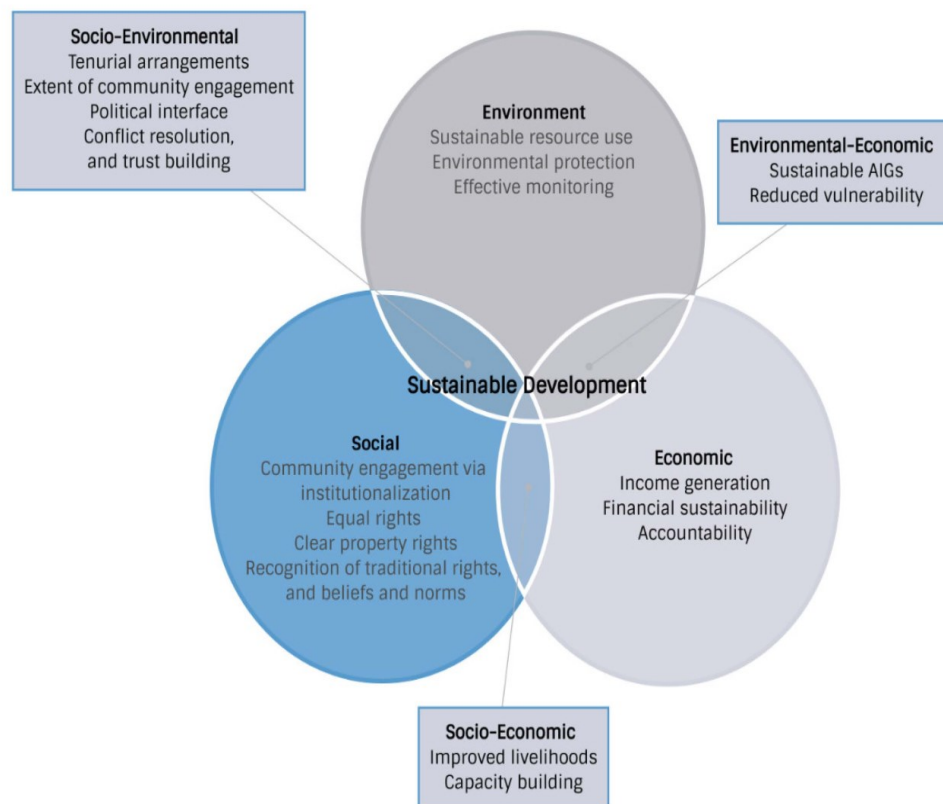 Socio-Environmental
Tenurial arrangements
Extent of community engagement
Political interface
Conflict resolution,
and trust building
Environment
Sustainable resource use
Environmental protection
Effective monitoring
Environmental-Economic
Sustainable AIGs
Reduced vulnerability
Sustainable Development
Social
Community engagement via
institutionalization
Equal rights
Clear property rights
Recognition of traditional rights,
and beliefs and norms
Economic
Income generation
Financial sustainability
Accountability
Socio-Economic
Improved livelihoods
Capacity building